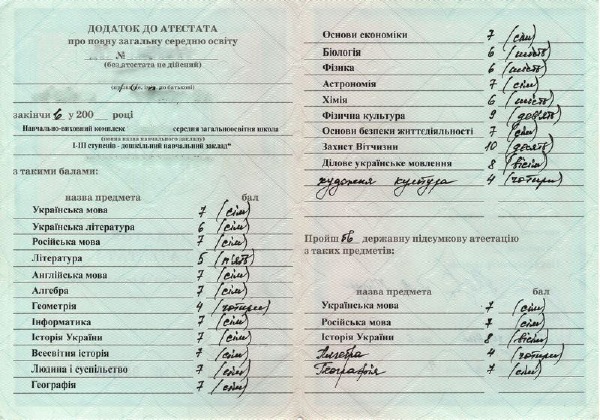 ДОДАТОК ДО АТЕСТАТА
про повну загальну середню освіту
№
(без атестата не дійсний)
закінчив у 200 році
Навчально-виховний комплекс середня загальноосвітня школа
(повна назва навчального закладу)
І-ІІІ ступенів - дошкільний навчальний заклад"
з такими балами:
назва предмета бал
Українська мова 7 (сім)
Українська література 6 (сім)
Російська мова 7 (сім)
Література 5 (п'ять)
Англійська мова 7 (сім)
Алгебра 7 (сім)
Геометрія 4 (чотири)
Інформатика 7 (сім)
Історія України 7 (сім)
Всесвітня історія 7 (сім)
Людина і суспільство 7 (сім)
Географія 7 (сім)
Основи економіки 7 (сім)
Біологія 6 (шість)
Фізика 6 (шість)
Астрономія 7 (сім)
Хімія 6 (шість)
Фізична культура 9 (дев'ять)
Основи безпеки життєдіяльності 7 (сім)
Захист Вітчизни 10 (десять)
Ділове українське мовлення 8 (вісім)
художня культура 4 (чотири)
Пройшов державну підсумкову атестацію
з таких предметів:
назва предмета бал
Українська мова 7 (сім)
Російська мова 7 (сім)
Історія України 8 (вісім)
Алгебра 4 (чотири)
Географія 7 (сім)